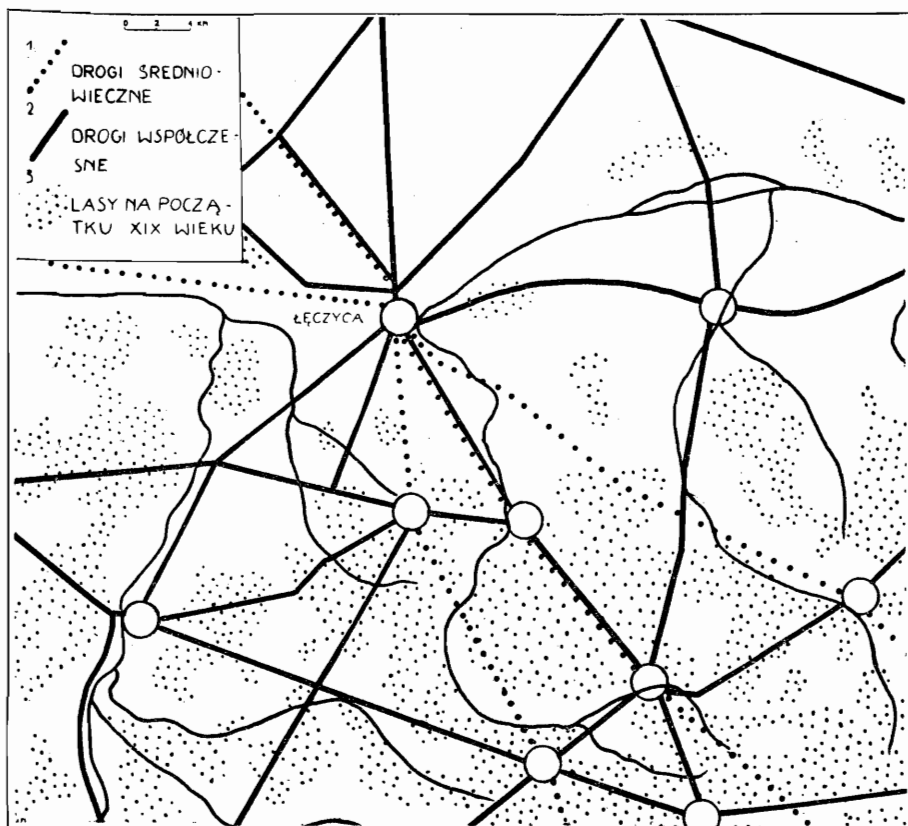 0 2 4 KM
1
DROGI ŚREDNIO-
WIECZNE
2
DROGI WSPÓŁCZE-
SNE
3
LASY NA POCZĄ-
TKU XIX WIEKU
ŁĘCZYCA